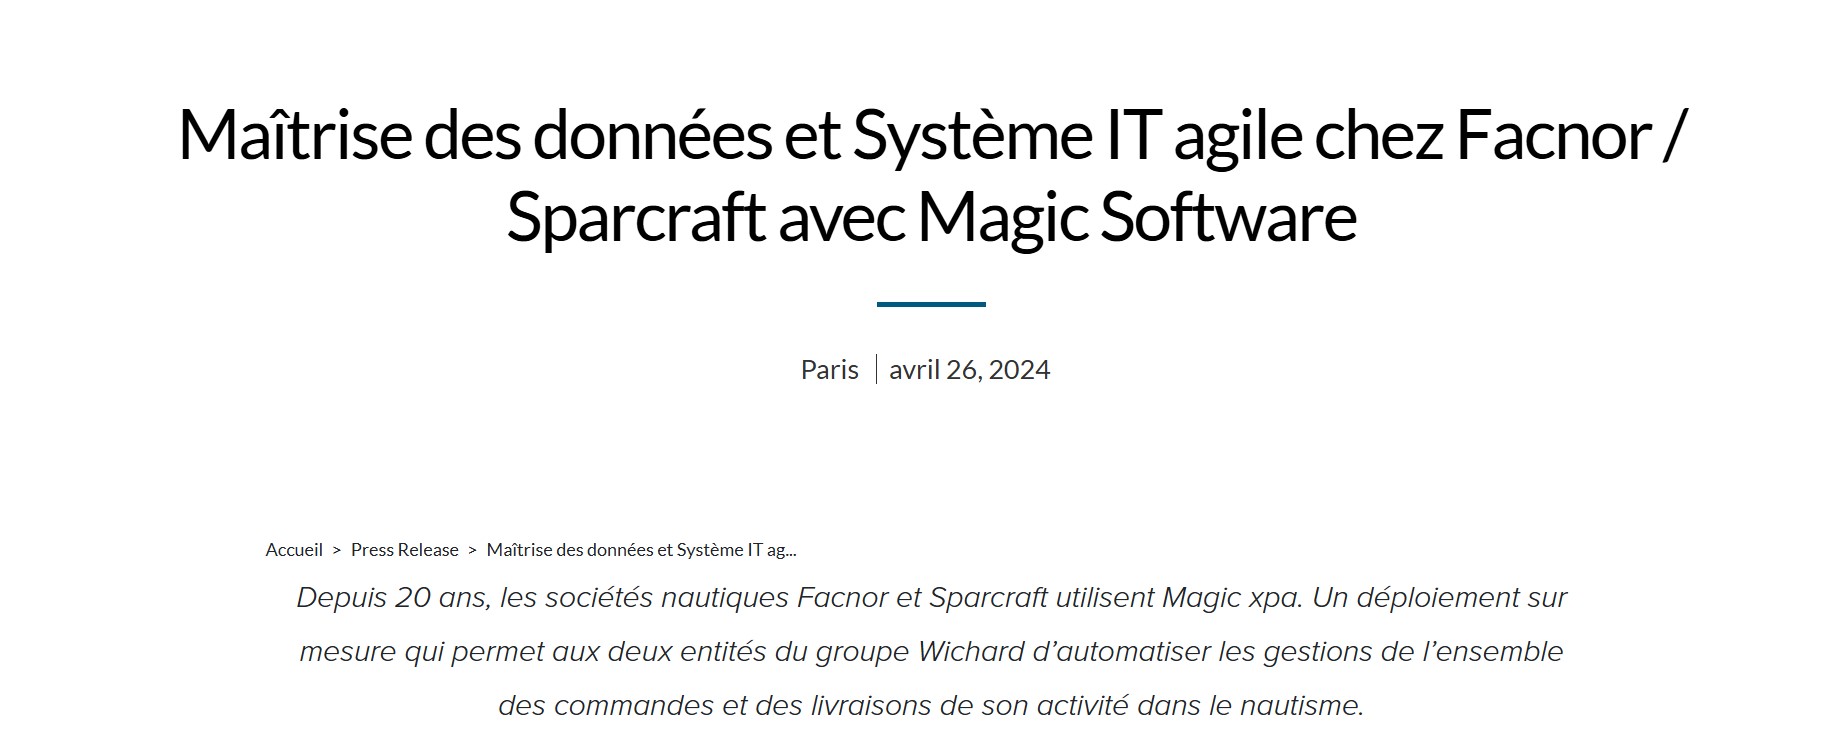 Maîtrise des données et Système IT agile chez Facnor /
Sparcraft avec Magic Software
Paris | avril 26, 2024
Accueil > Press Release > Maîtrise des données et Système IT ag...
Depuis 20 ans, les sociétés nautiques Facnor et Sparcraft utilisent Magic xpa. Un déploiement sur
mesure qui permet aux deux entités du groupe Wichard d’automatiser les gestions de l’ensemble
des commandes et des livraisons de son activité dans le nautisme.